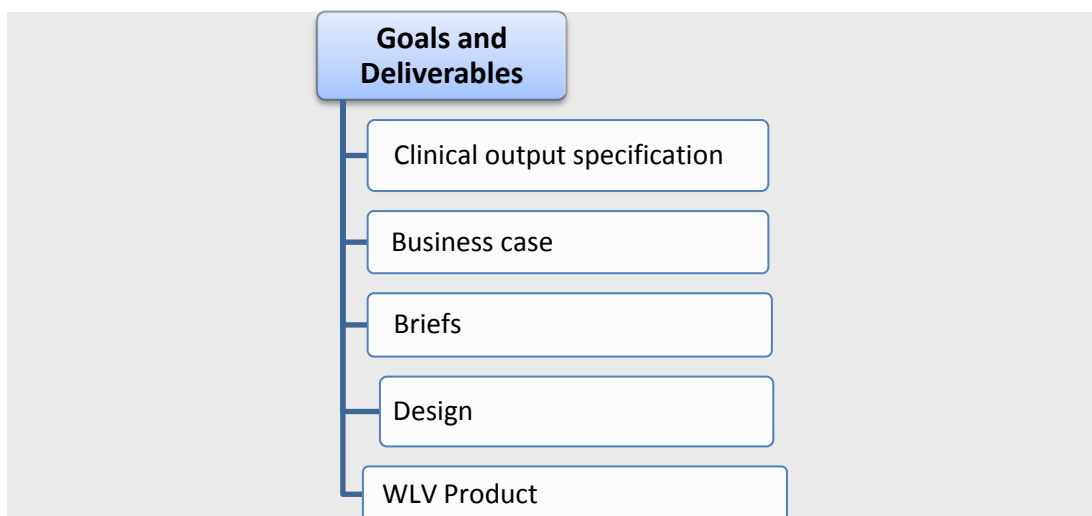 Goals and
Deliverables
Clinical output specification
Business case
Briefs
Design
WLV Product